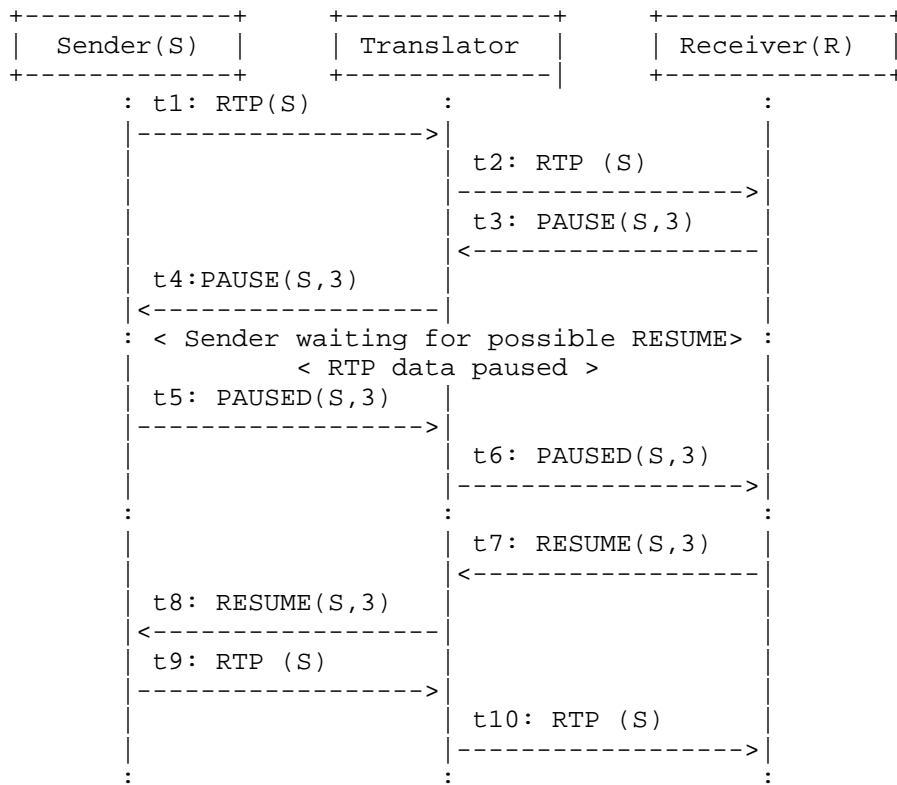 Sender(S) Translator Receiver(R)
t1: RTP(S)
t2: RTP (S)
t3: PAUSE(S,3)
t4:PAUSE(S,3)
< Sender waiting for possible RESUME>
< RTP data paused >
t5: PAUSED(S,3)
t6: PAUSED(S,3)
t7: RESUME(S,3)
t8: RESUME(S,3)
t9: RTP (S)
t10: RTP (S)